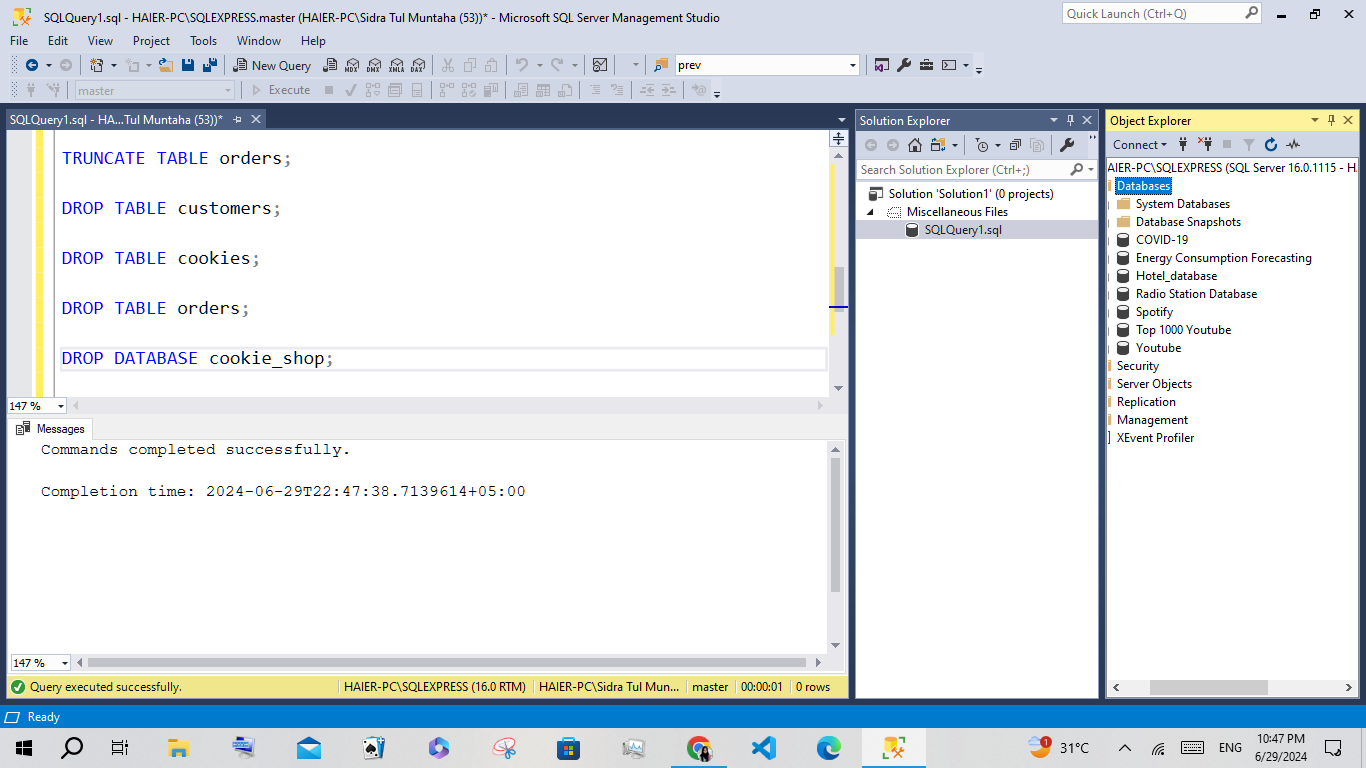 SQLQuery1.sql - HAIER-PC\SQLEXPRESS.master (HAIER-PC\Sidra Tul Muntaha (53))* - Microsoft SQL Server Management Studio
Quick Launch (Ctrl+Q)
File Edit View Project Tools Window Help
New Query
MDX
DMX
XMLA
DAX
prev
master
Execute
SQLQuery1.sql - HA...Tul Muntaha (53))*
TRUNCATE TABLE orders;
DROP TABLE customers;
DROP TABLE cookies;
DROP TABLE orders;
DROP DATABASE cookie_shop;
147 %
Messages
Commands completed successfully.
Completion time: 2024-06-29T22:47:38.7139614+05:00
147 %
Query executed successfully.
HAIER-PC\SQLEXPRESS (16.0 RTM)
HAIER-PC\Sidra Tul Mun...
master
00:00:01
0 rows
Solution Explorer
Search Solution Explorer (Ctrl+;)
Solution 'Solution1' (0 projects)
Miscellaneous Files
SQLQuery1.sql
Object Explorer
Connect
AIER-PC\SQLEXPRESS (SQL Server 16.0.1115 - H
Databases
System Databases
Database Snapshots
COVID-19
Energy Consumption Forecasting
Hotel_database
Radio Station Database
Spotify
Top 1000 Youtube
Youtube
Security
Server Objects
Replication
Management
XEvent Profiler
Ready
1
31°C
ENG
10:47 PM
6/29/2024